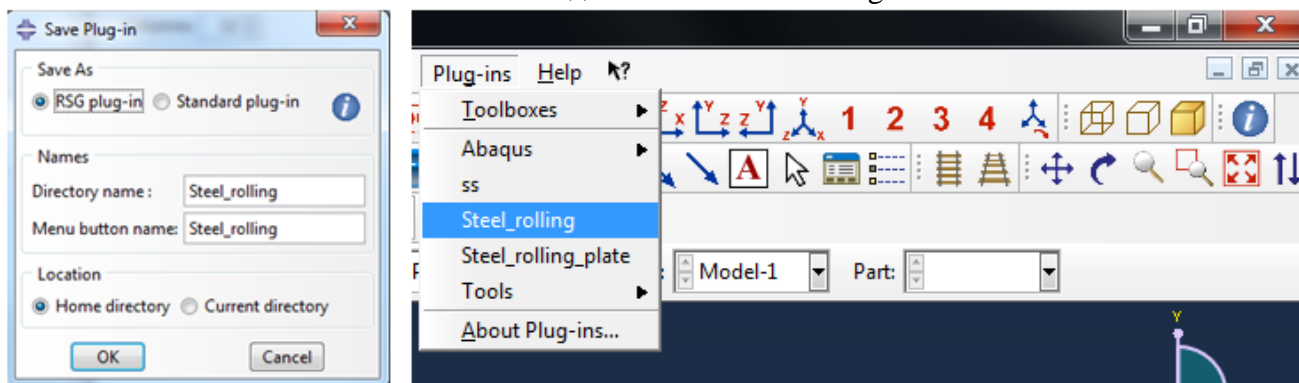 Save Plug-in
Save As
RSG plug-in Standard plug-in
Names
Directory name : Steel_rolling
Menu button name: Steel_rolling
Location
Home directory Current directory
OK Cancel
Plug-ins Help
Toolboxes
Abaqus
ss
Steel_rolling
Steel_rolling_plate
Tools
About Plug-ins...
1 2 3 4
A
Model-1 Part:
Y